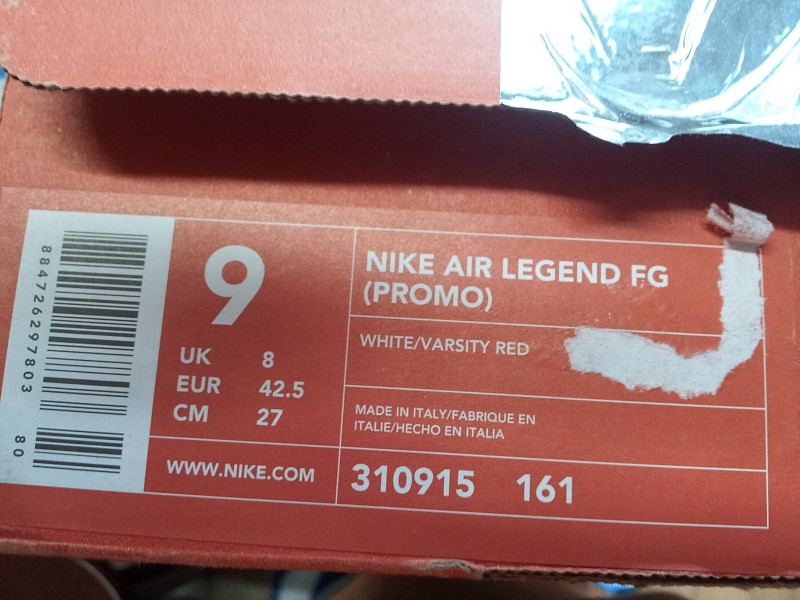 884726297803
80
9
UK 8
EUR 42.5
CM 27
WWW.NIKE.COM
NIKE AIR LEGEND FG
(PROMO)
WHITE/VARSITY RED
MADE IN ITALY/FABRIQUE EN
ITALIE/HECHO EN ITALIA
310915 161